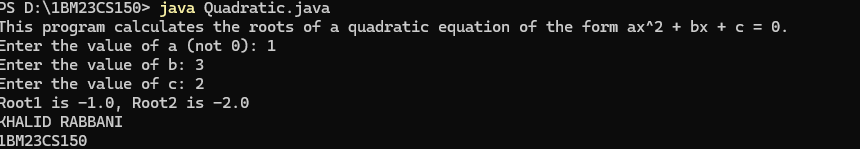 PS D:\1BM23CS150> java Quadratic.java
This program calculates the roots of a quadratic equation of the form ax^2 + bx + c = 0.
Enter the value of a (not 0): 1
Enter the value of b: 3
Enter the value of c: 2
Root1 is -1.0, Root2 is -2.0
KHALID RABBANI
1BM23CS150